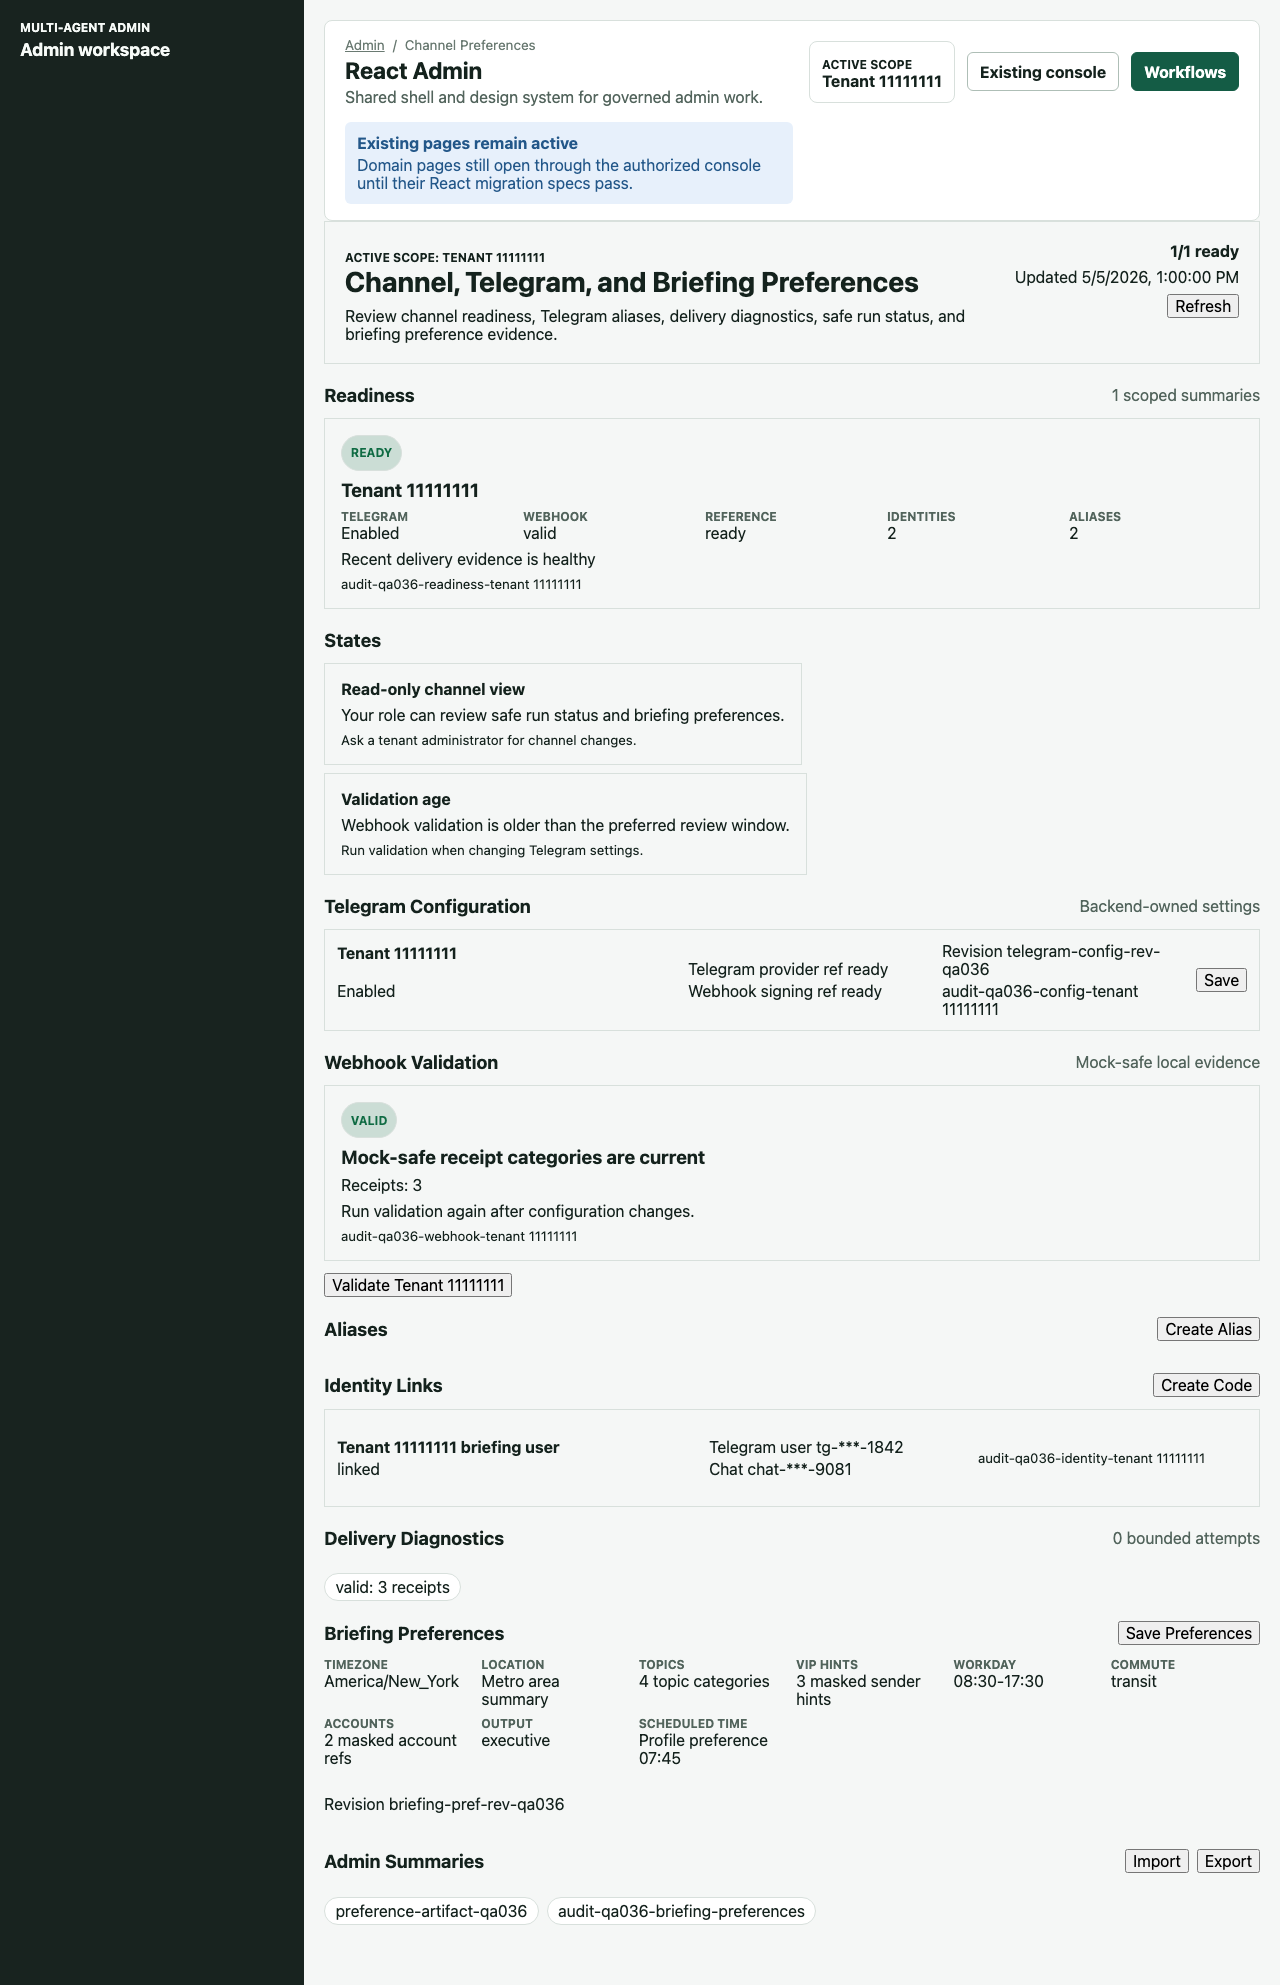 MULTI-AGENT ADMIN
Admin workspace
Admin / Channel Preferences
React Admin
Shared shell and design system for governed admin work.
ACTIVE SCOPE
Tenant 11111111
Existing console
Workflows
Existing pages remain active
Domain pages still open through the authorized console
until their React migration specs pass.
ACTIVE SCOPE: TENANT 11111111
Channel, Telegram, and Briefing Preferences
Review channel readiness, Telegram aliases, delivery diagnostics, safe run status, and
briefing preference evidence.
1/1 ready
Updated 5/5/2026, 1:00:00 PM
Refresh
Readiness
1 scoped summaries
READY
Tenant 11111111
TELEGRAM
Enabled
WEBHOOK
valid
REFERENCE
ready
IDENTITIES
2
ALIASES
2
Recent delivery evidence is healthy
audit-qa036-readiness-tenant 11111111
States
Read-only channel view
Your role can review safe run status and briefing preferences.
Ask a tenant administrator for channel changes.
Validation age
Webhook validation is older than the preferred review window.
Run validation when changing Telegram settings.
Telegram Configuration
Backend-owned settings
Tenant 11111111
Enabled
Telegram provider ref ready
Webhook signing ref ready
Revision telegram-config-rev-
qa036
audit-qa036-config-tenant
11111111
Save
Webhook Validation
Mock-safe local evidence
VALID
Mock-safe receipt categories are current
Receipts: 3
Run validation again after configuration changes.
audit-qa036-webhook-tenant 11111111
Validate Tenant 11111111
Aliases
Create Alias
Identity Links
Create Code
Tenant 11111111 briefing user
linked
Telegram user tg-***-1842
Chat chat-***-9081
audit-qa036-identity-tenant 11111111
Delivery Diagnostics
0 bounded attempts
valid: 3 receipts
Briefing Preferences
Save Preferences
TIMEZONE
America/New_York
LOCATION
Metro area
summary
TOPICS
4 topic categories
VIP HINTS
3 masked sender
hints
WORKDAY
08:30-17:30
COMMUTE
transit
ACCOUNTS
2 masked account
refs
OUTPUT
executive
SCHEDULED TIME
Profile preference
07:45
Revision briefing-pref-rev-qa036
Admin Summaries
Import
Export
preference-artifact-qa036
audit-qa036-briefing-preferences